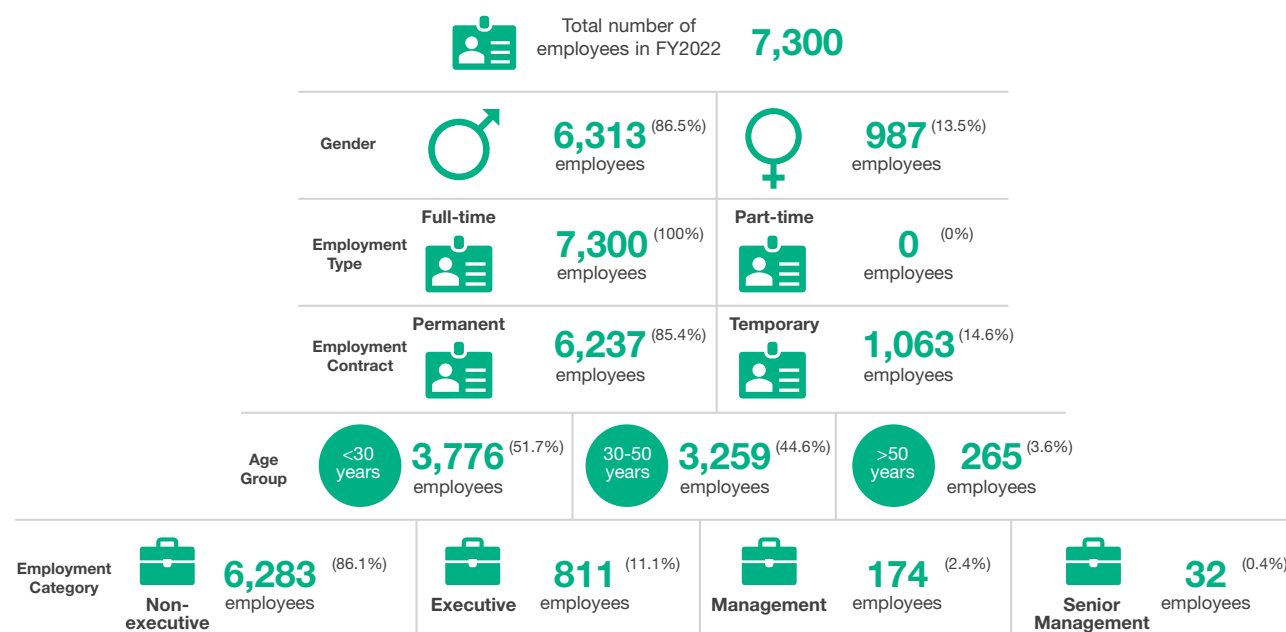 Total number of
employees in FY2022
7,300
Gender
6,313 (86.5%)
employees
987 (13.5%)
employees
Employment
Type
Full-time
7,300 (100%)
employees
Part-time
0 (0%)
employees
Employment
Contract
Permanent
6,237 (85.4%)
employees
Temporary
1,063 (14.6%)
employees
Age
Group
<30
years
3,776 (51.7%)
employees
30-50
years
3,259 (44.6%)
employees
>50
years
265 (3.6%)
employees
Employment
Category
Non-
executive
6,283 (86.1%)
employees
Executive
811 (11.1%)
employees
Management
174 (2.4%)
employees
Senior
Management
32 (0.4%)
employees